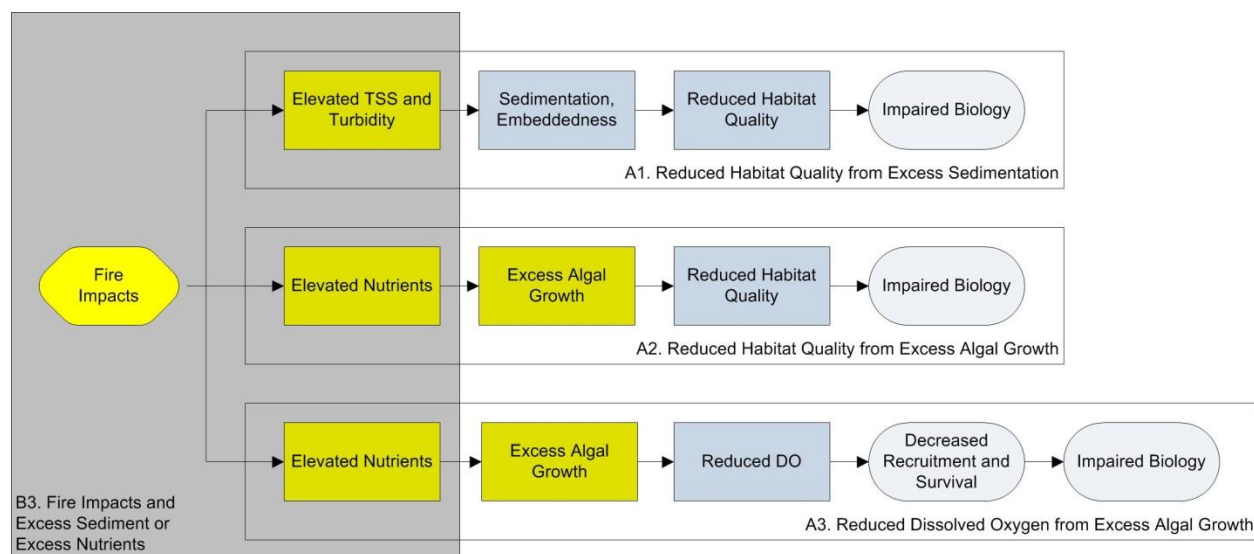 Elevated TSS and
Turbidity
Sedimentation,
Embeddedness
Reduced Habitat
Quality
Impaired Biology
A1. Reduced Habitat Quality from Excess Sedimentation
Fire
Impacts
Elevated Nutrients
Excess Algal
Growth
Reduced Habitat
Quality
Impaired Biology
A2. Reduced Habitat Quality from Excess Algal Growth
Elevated Nutrients
Excess Algal
Growth
Reduced DO
Decreased
Recruitment and
Survival
Impaired Biology
A3. Reduced Dissolved Oxygen from Excess Algal Growth
B3. Fire Impacts and
Excess Sediment or
Excess Nutrients